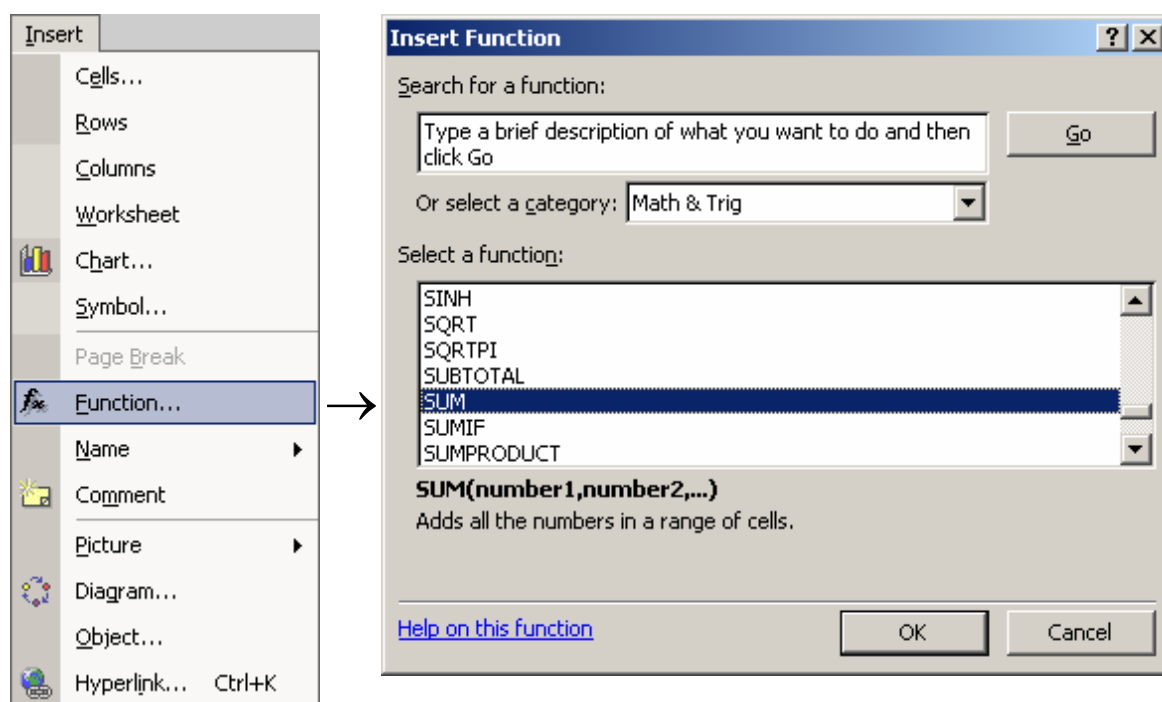 Insert
Cells...
Rows
Columns
Worksheet
Chart...
Symbol...
Page Break
Function...
Name
Comment
Picture
Diagram...
Object...
Hyperlink... Ctrl+K
Insert Function
Search for a function:
Type a brief description of what you want to do and then
click Go
Go
Or select a category: Math & Trig
Select a function:
SINH
SQRT
SQRTPI
SUBTOTAL
SUM
SUMIF
SUMPRODUCT
SUM(number1,number2,...)
Adds all the numbers in a range of cells.
Help on this function
OK
Cancel